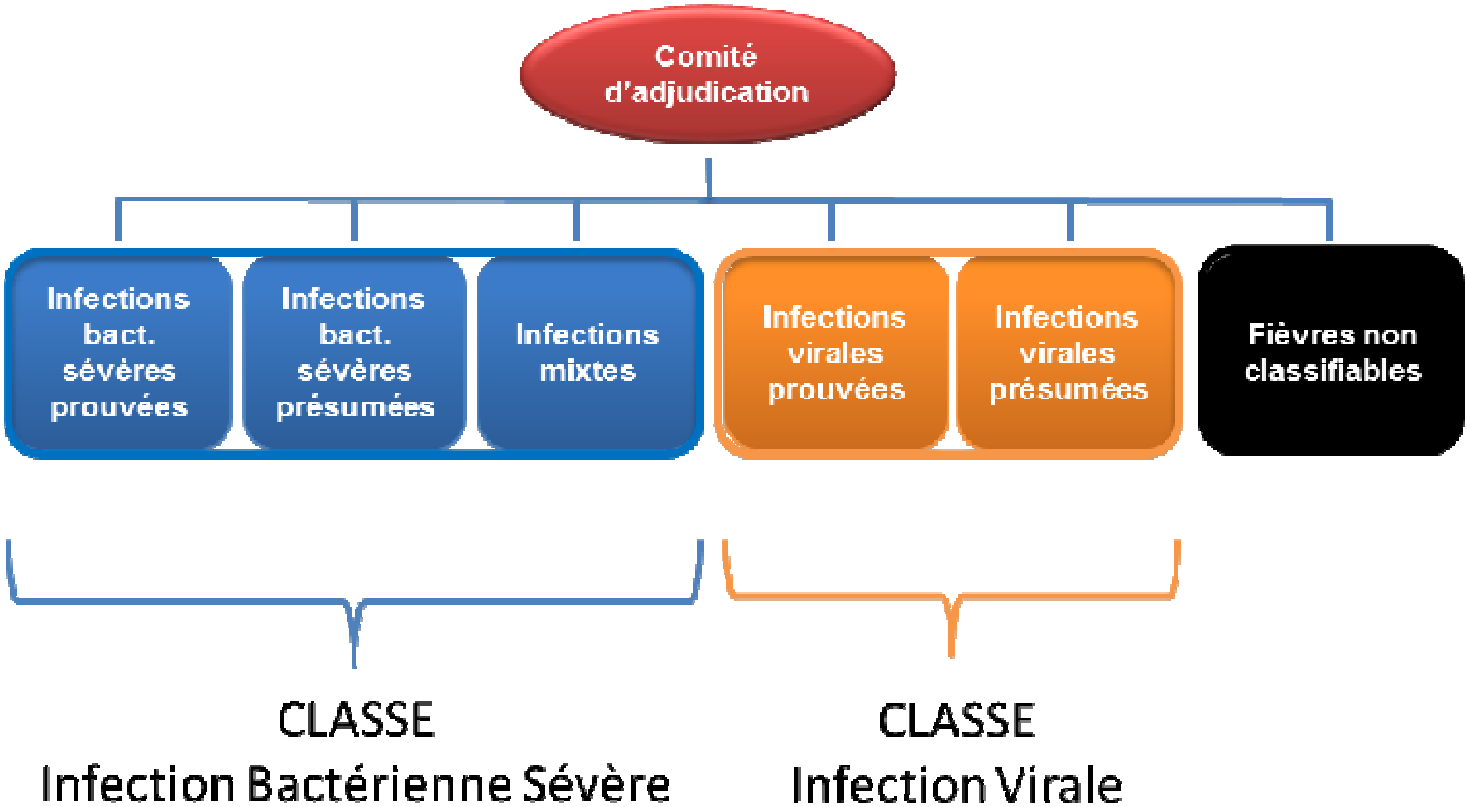 Comité
d'adjudication
Infections
bact.
sévères
prouvées
Infections
bact.
sévères
présumées
Infections
mixtes
Infections
virales
prouvées
Infections
virales
présumées
Fièvres non
classifiables
CLASSE
Infection Bactérienne Sévère
CLASSE
Infection Virale